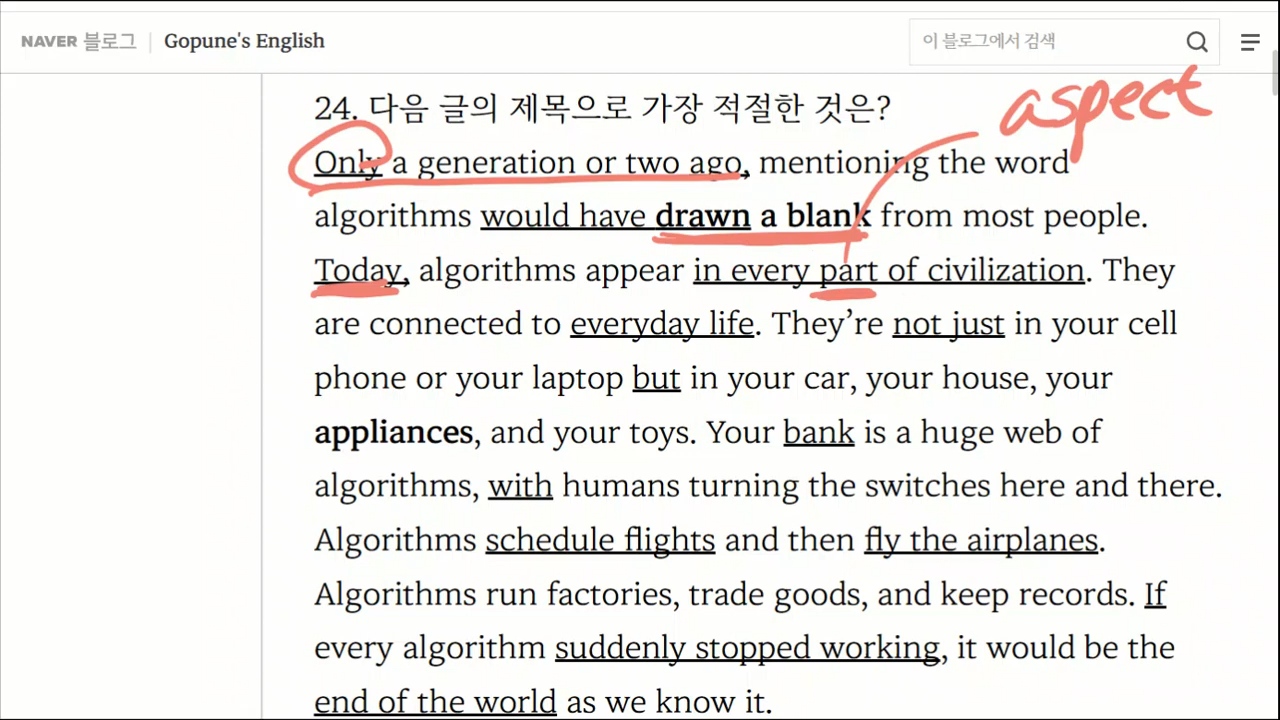 NAVER 블로그 | Gopune's English
이 블로그에서 검색
24. 다음 글의 제목으로 가장 적절한 것은?
aspect
Only a generation or two ago, mentioning the word
algorithms would have drawn a blank from most people.
Today, algorithms appear in every part of civilization. They
are connected to everyday life. They’re not just in your cell
phone or your laptop but in your car, your house, your
appliances, and your toys. Your bank is a huge web of
algorithms, with humans turning the switches here and there.
Algorithms schedule flights and then fly the airplanes.
Algorithms run factories, trade goods, and keep records. If
every algorithm suddenly stopped working, it would be the
end of the world as we know it.